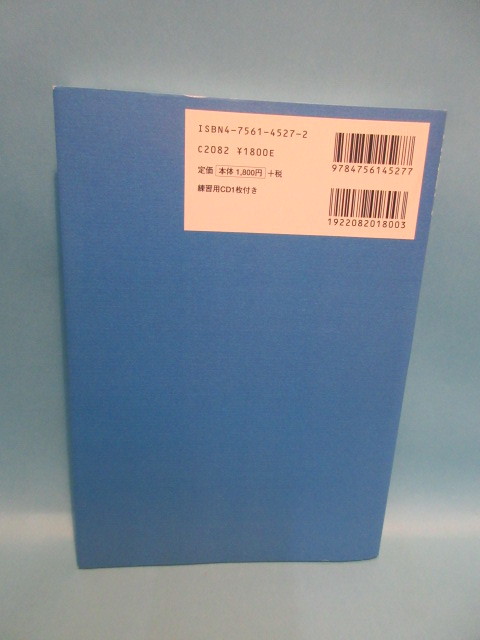 ISBN4-7561-4527-2
C2082 ¥1800E
定価 本体 1,800円 +税
練習用CD1枚付き
9784756145277
1922082018003